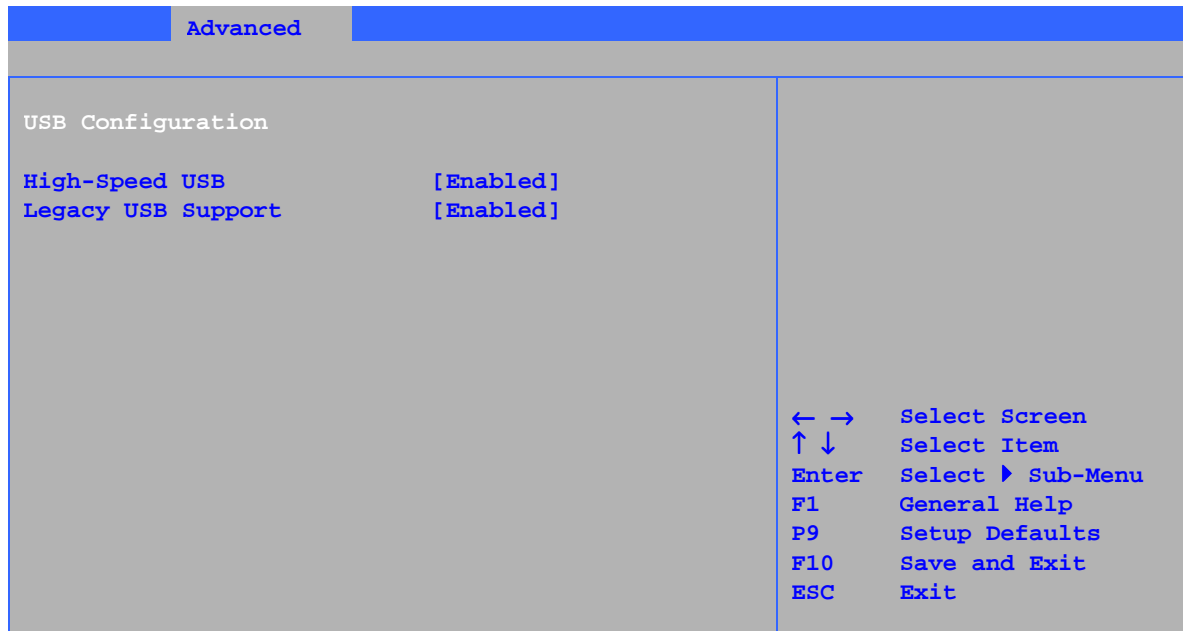 Advanced
USB Configuration
High-Speed USB [Enabled]
Legacy USB Support [Enabled]
← → Select Screen
↑ ↓ Select Item
Enter Select ▶ Sub-Menu
F1 General Help
P9 Setup Defaults
F10 Save and Exit
ESC Exit